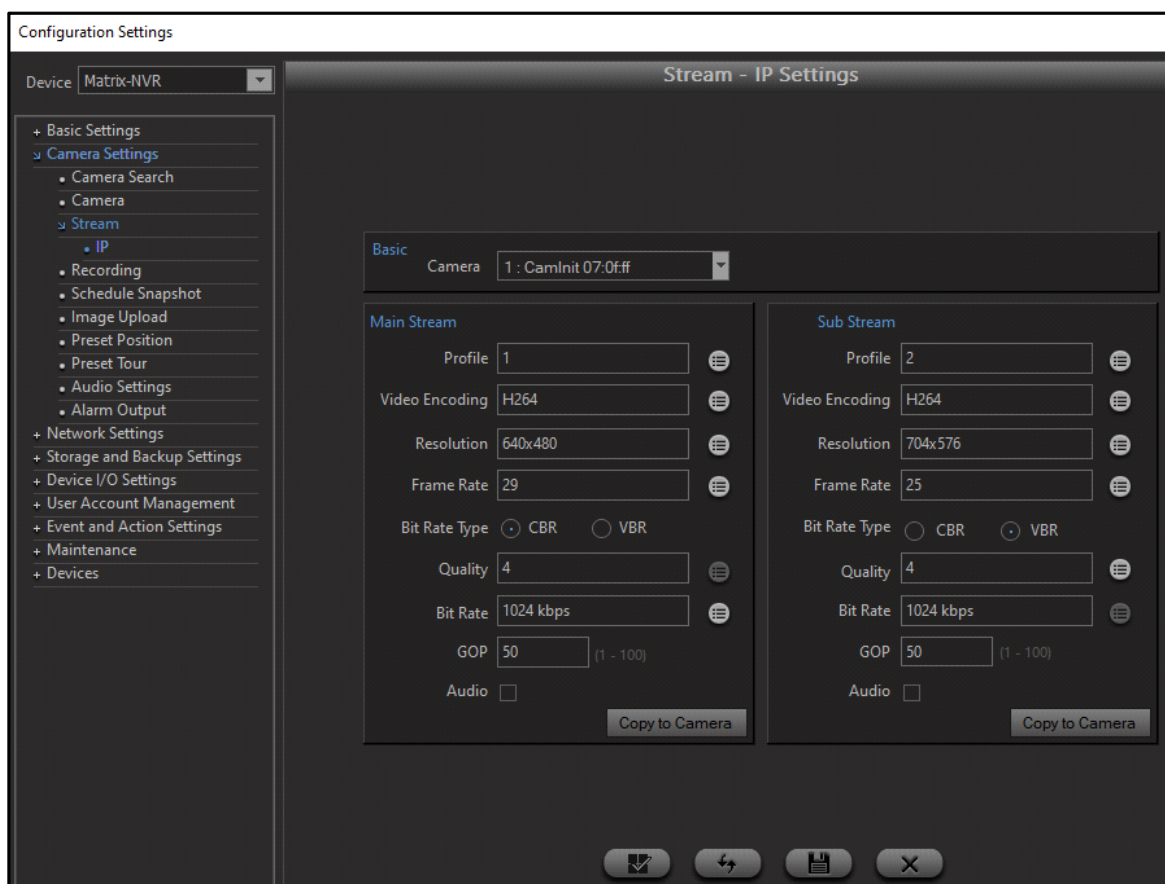 Configuration Settings
Device Matrix-NVR
+ Basic Settings
Camera Settings
Camera Search
Camera
Stream
IP
Recording
Schedule Snapshot
Image Upload
Preset Position
Preset Tour
Audio Settings
Alarm Output
+ Network Settings
+ Storage and Backup Settings
+ Device I/O Settings
+ User Account Management
+ Event and Action Settings
+ Maintenance
+ Devices
Stream - IP Settings
Basic
Camera 1 : CamInit 07:0f:ff
Main Stream
Profile 1
Video Encoding H264
Resolution 640x480
Frame Rate 29
Bit Rate Type CBR VBR
Quality 4
Bit Rate 1024 kbps
GOP 50 (1 - 100)
Audio
Copy to Camera
Sub Stream
Profile 2
Video Encoding H264
Resolution 704x576
Frame Rate 25
Bit Rate Type CBR VBR
Quality 4
Bit Rate 1024 kbps
GOP 50 (1 - 100)
Audio
Copy to Camera